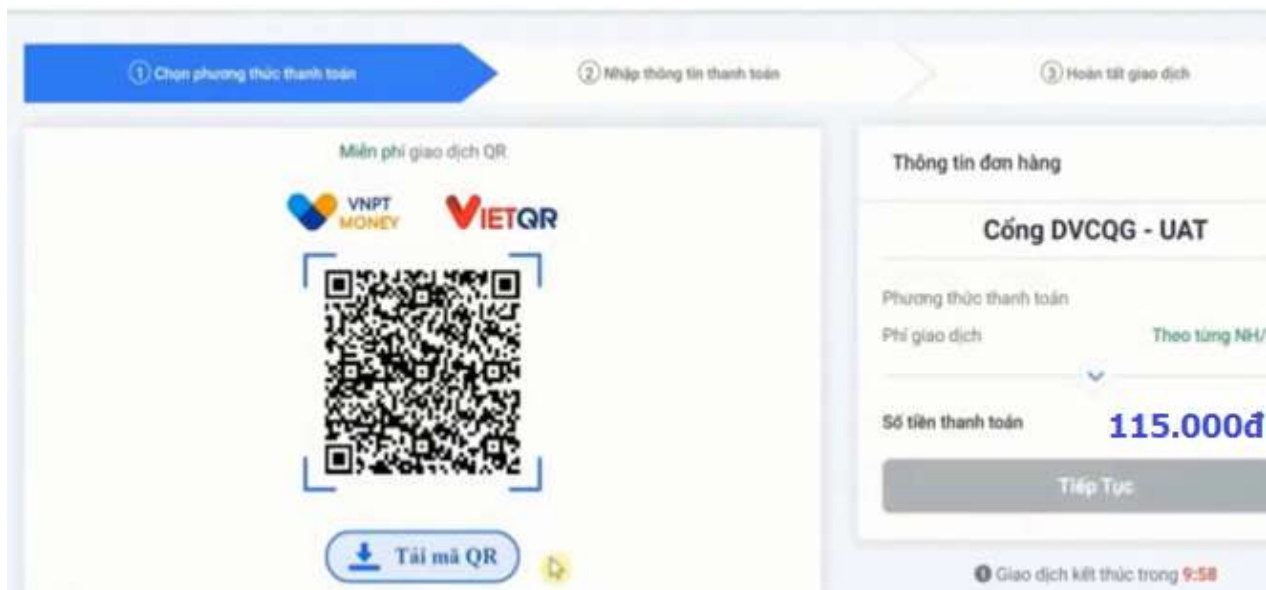 1 Chọn phương thức thanh toán
2 Nhập thông tin thanh toán
3 Hoàn tất giao dịch
Miễn phí giao dịch QR
VNPT
MONEY
VIETQR
Tải mã QR
Thông tin đơn hàng
Cổng DVCQG - UAT
Phương thức thanh toán
Phí giao dịch Theo từng NH/
Số tiền thanh toán 115.000đ
Tiếp Tục
Giao dịch kết thúc trong 9:58